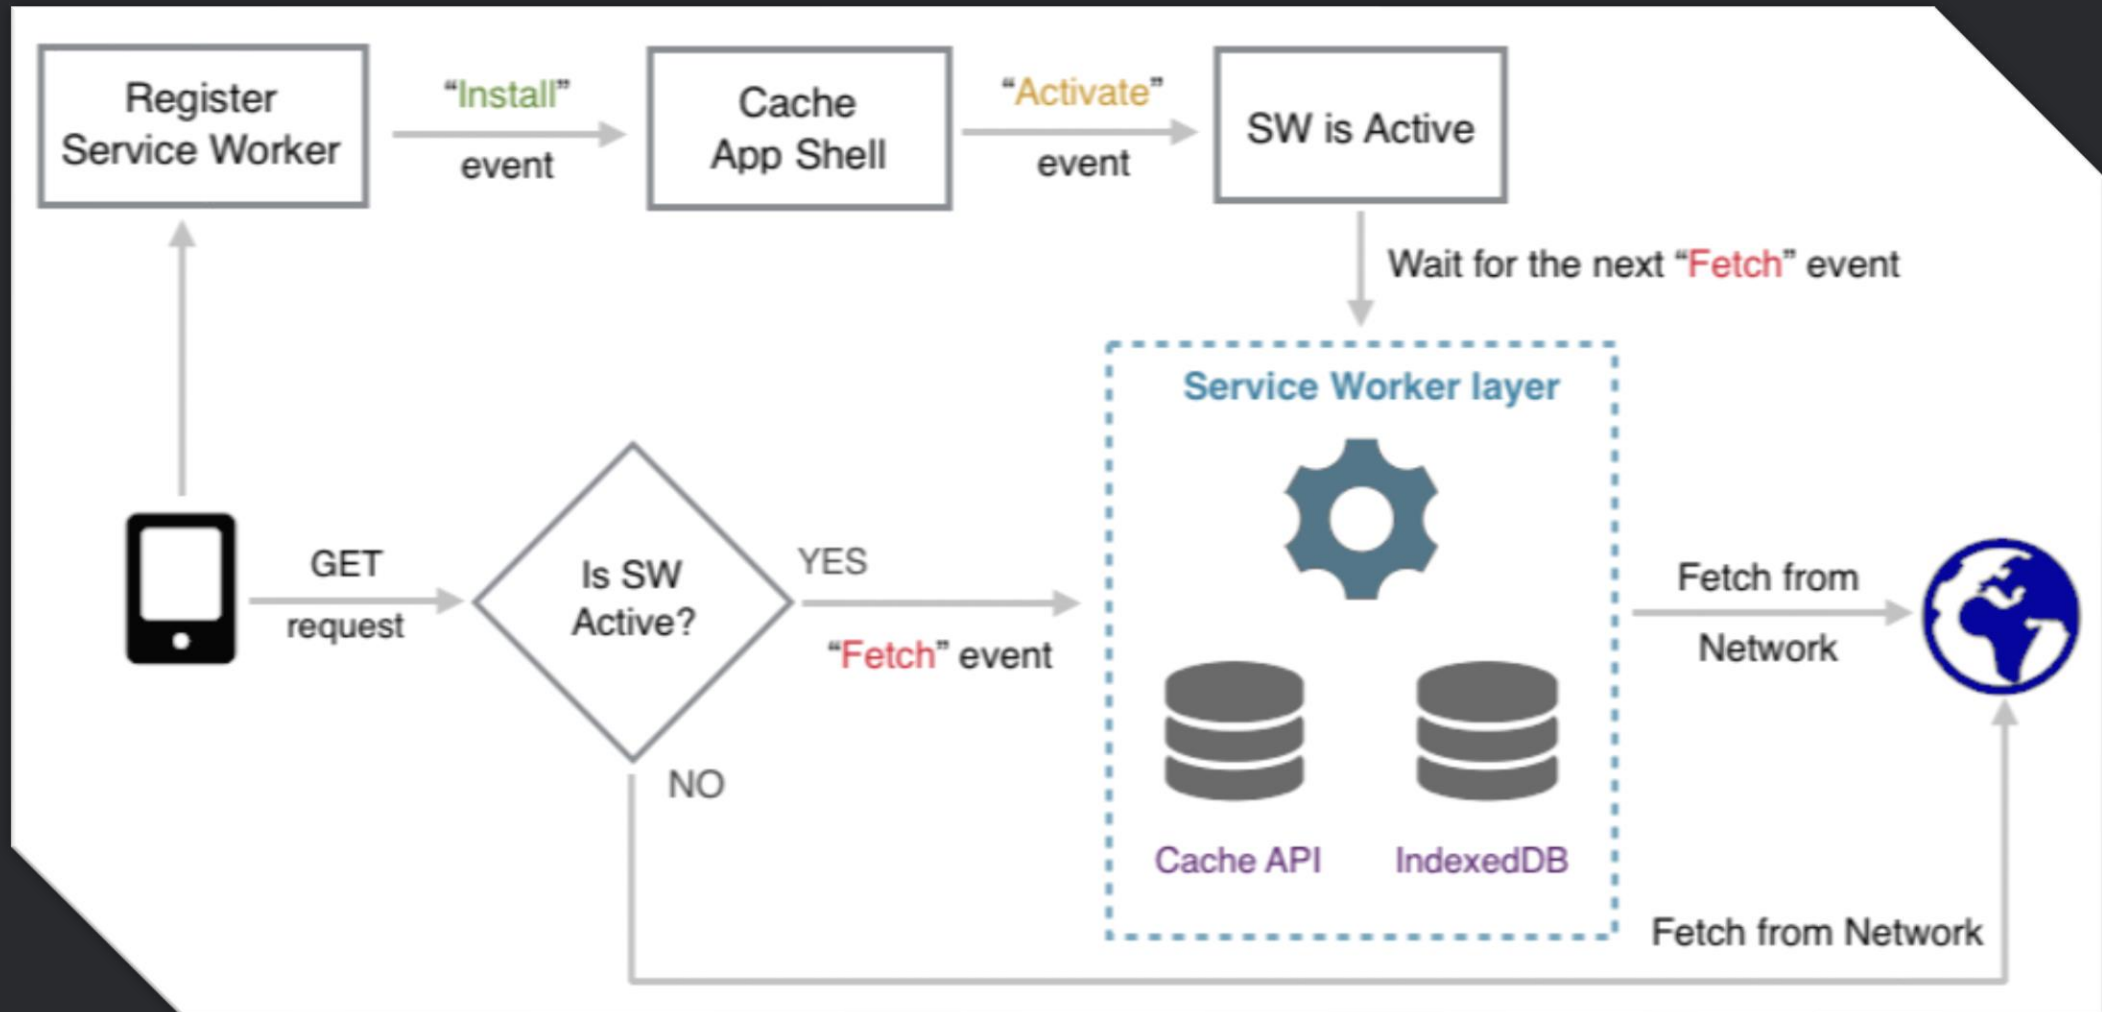 Register
Service Worker
“Install”
event
Cache
App Shell
“Activate”
event
SW is Active
Wait for the next “Fetch” event
Service Worker layer
GET
request
Is SW
Active?
YES
“Fetch” event
NO
Cache API
IndexedDB
Fetch from
Network
Fetch from Network